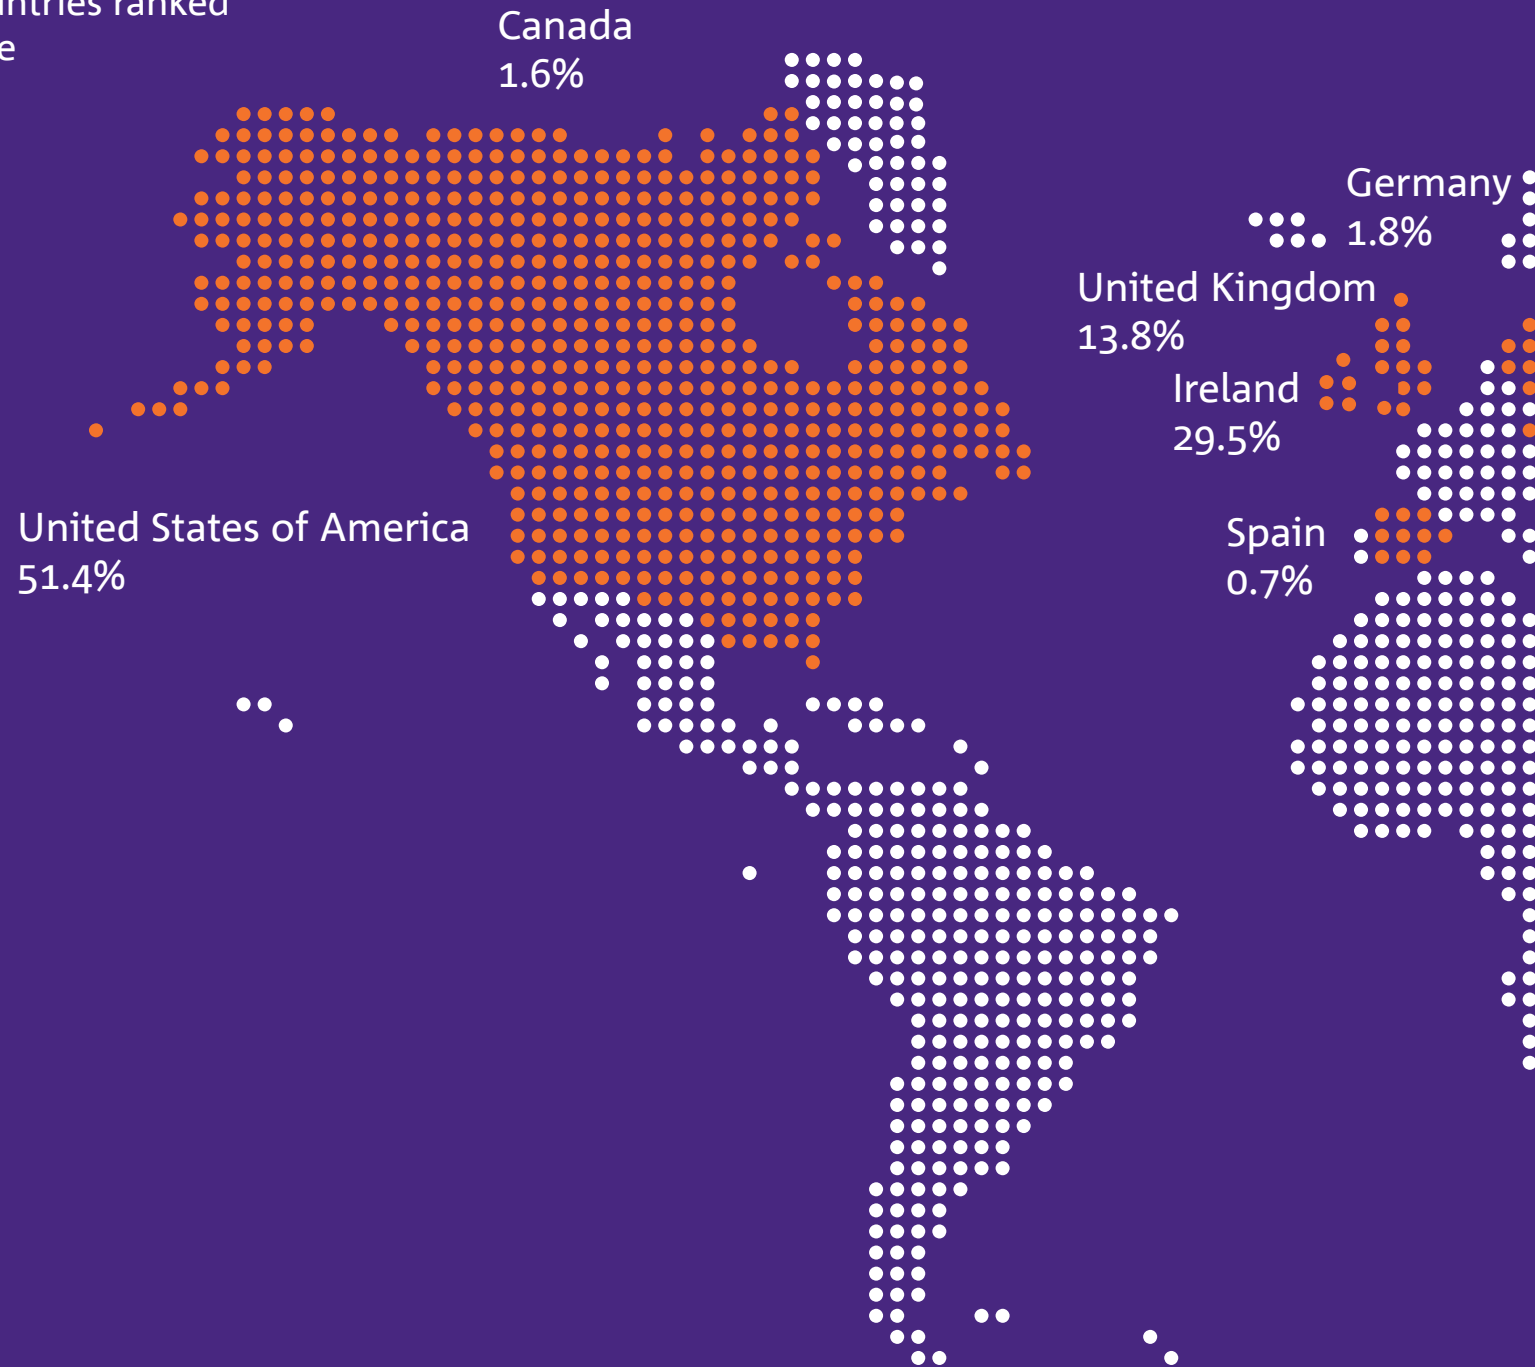 ranked
Canada
1.6%
Germany
1.8%
United Kingdom
13.8%
Ireland
29.5%
United States of America
51.4%
Spain
0.7%